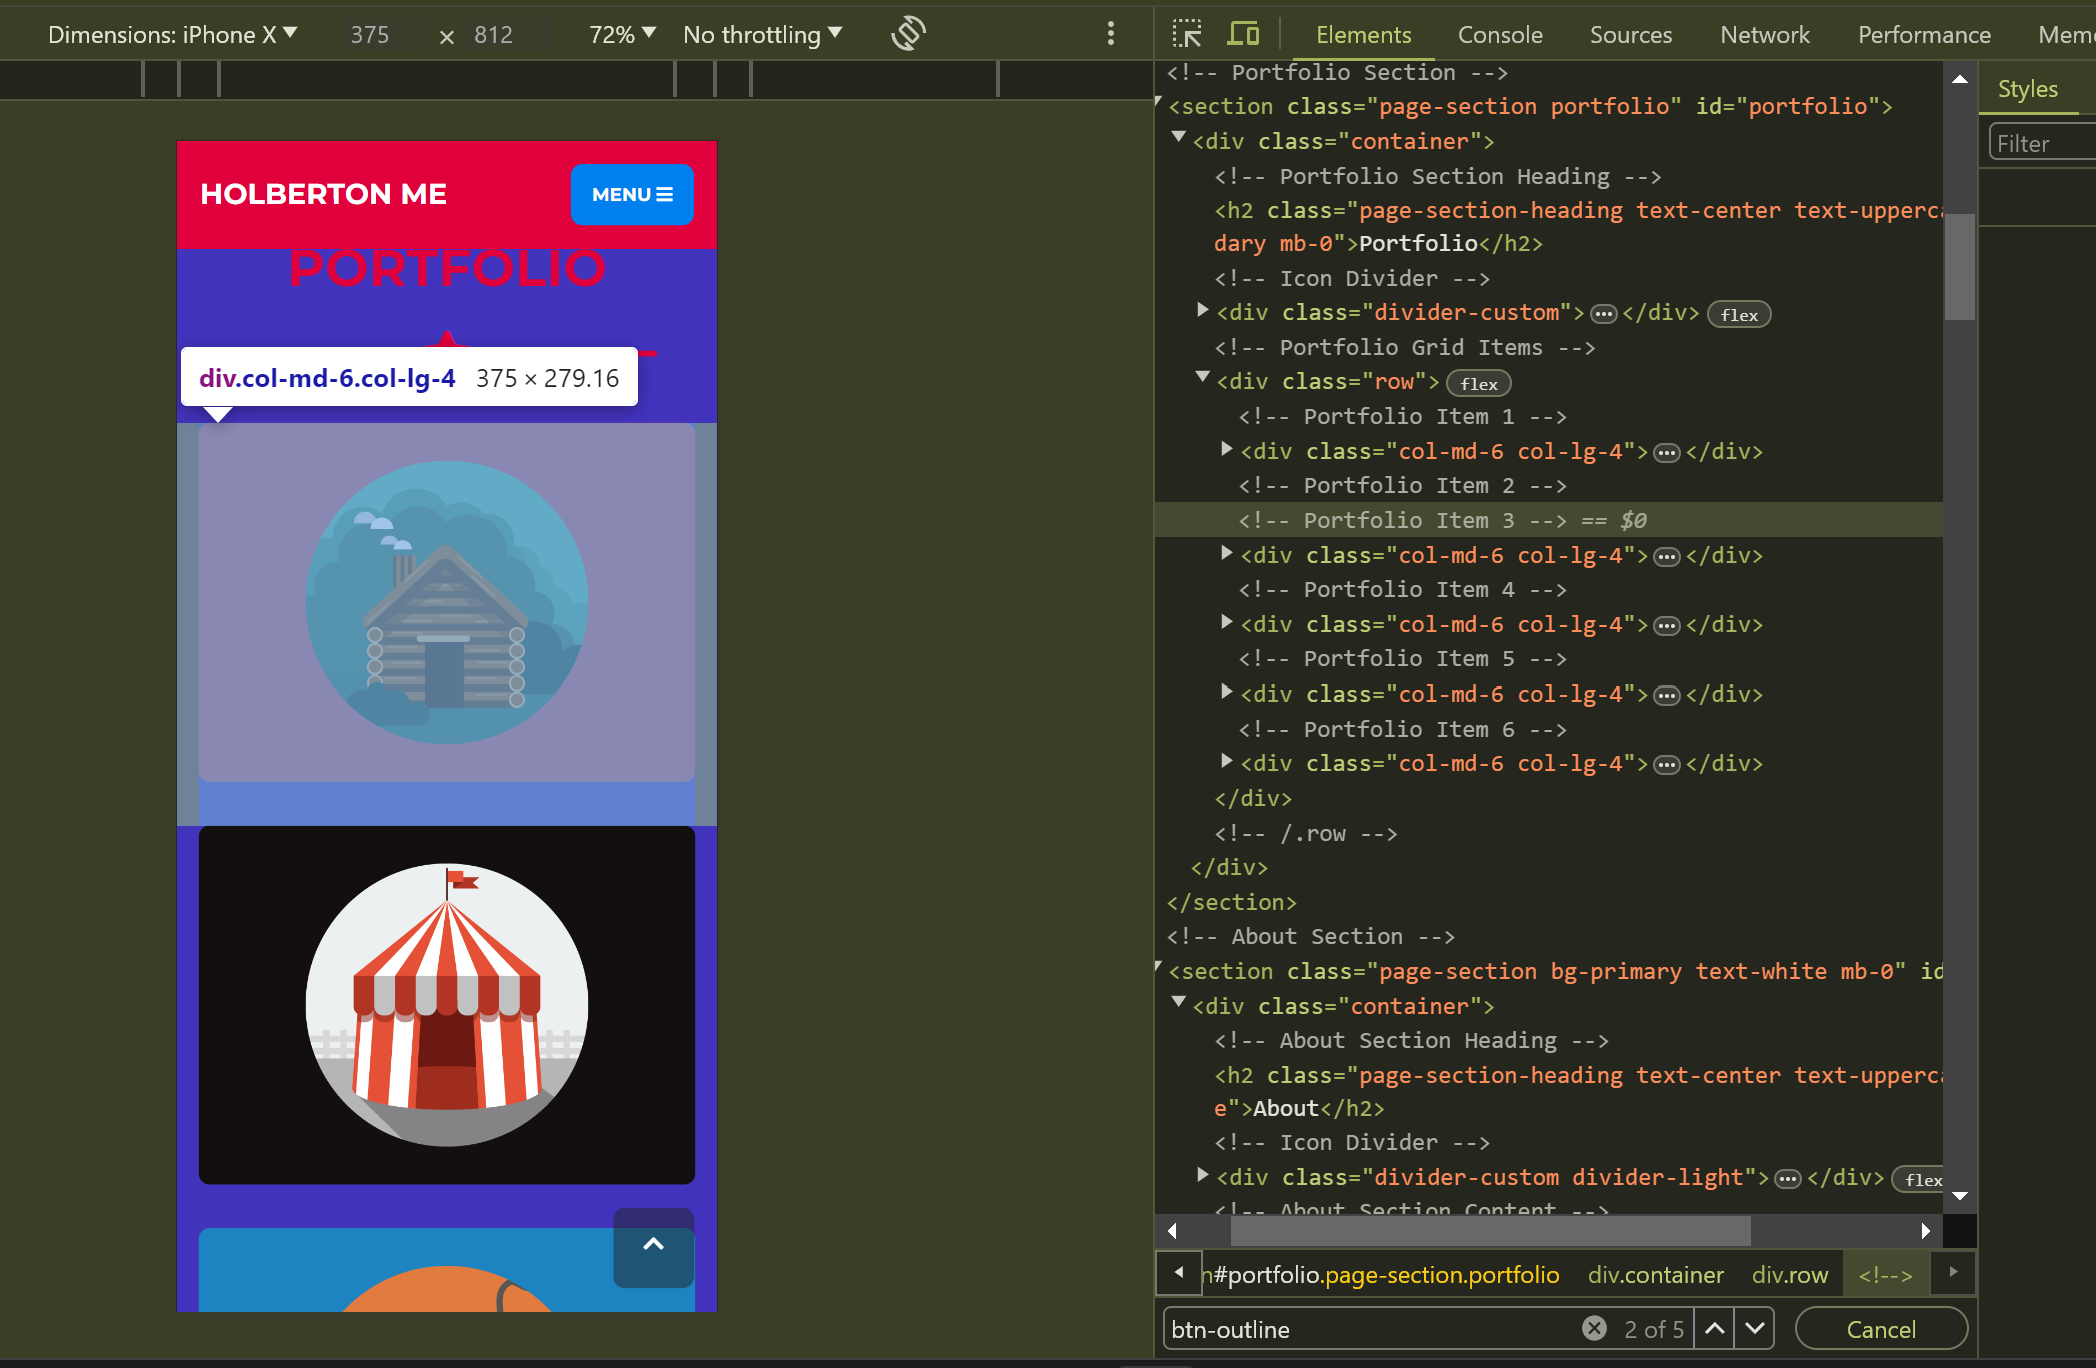 Dimensions: iPhone X 375 × 812 72% No throttling
Elements Console Sources Network Performance
HOLBERTON ME
MENU
PORTFOLIO
div.col-md-6.col-lg-4 375 × 279.16
<!-- Portfolio Section -->
<section class="page-section portfolio" id="portfolio">
<div class="container">
<!-- Portfolio Section Heading -->
<h2 class="page-section-heading text-center text-upperca
dary mb-0">Portfolio</h2>
<!-- Icon Divider -->
<div class="divider-custom">…</div> flex
<!-- Portfolio Grid Items -->
<div class="row"> flex
<!-- Portfolio Item 1 -->
<div class="col-md-6 col-lg-4">…</div>
<!-- Portfolio Item 2 -->
<!-- Portfolio Item 3 --> == $0
<div class="col-md-6 col-lg-4">…</div>
<!-- Portfolio Item 4 -->
<div class="col-md-6 col-lg-4">…</div>
<!-- Portfolio Item 5 -->
<div class="col-md-6 col-lg-4">…</div>
<!-- Portfolio Item 6 -->
<div class="col-md-6 col-lg-4">…</div>
</div>
<!-- /.row -->
</div>
</section>
<!-- About Section -->
<section class="page-section bg-primary text-white mb-0" id
<div class="container">
<!-- About Section Heading -->
<h2 class="page-section-heading text-center text-upperca
e">About</h2>
<!-- Icon Divider -->
<div class="divider-custom divider-light">…</div> flex
<!-- About Section Content -->
n#portfolio.page-section.portfolio div.container div.row <!-->
btn-outline 2 of 5 Cancel
Styles
Filter